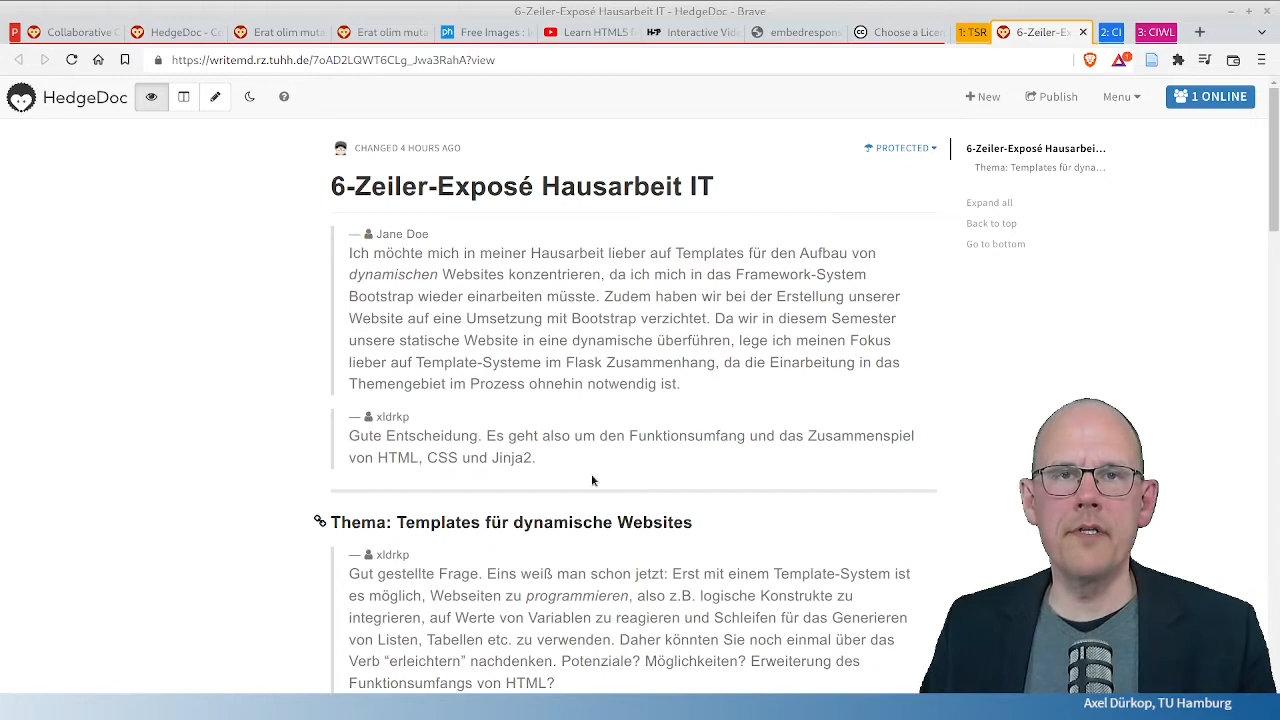 6-Zeiler-Exposé Hausarbeit IT - HedgeDoc - Brave
Collaborative
HedgeDoc - Co
Erat olim muta
Erat olim muta
Free Images :
Learn HTML5 f
H-P Interactive Vide
embedrespons
Choose a Licen
1: TSR
6-Zeiler-Ex
2: CI
3: CIWL
https://writemd.rz.tuhh.de/7oAD2LQWT6CLg_Jwa3RahA?view
HedgeDoc
New
Publish
Menu
1 ONLINE
CHANGED 4 HOURS AGO
PROTECTED
6-Zeiler-Exposé Hausarbeit IT
— Jane Doe
Ich möchte mich in meiner Hausarbeit lieber auf Templates für den Aufbau von
dynamischen Websites konzentrieren, da ich mich in das Framework-System
Bootstrap wieder einarbeiten müsste. Zudem haben wir bei der Erstellung unserer
Website auf eine Umsetzung mit Bootstrap verzichtet. Da wir in diesem Semester
unsere statische Website in eine dynamische überführen, lege ich meinen Fokus
lieber auf Template-Systeme im Flask Zusammenhang, da die Einarbeitung in das
Themengebiet im Prozess ohnehin notwendig ist.
— xldrkp
Gute Entscheidung. Es geht also um den Funktionsumfang und das Zusammenspiel
von HTML, CSS und Jinja2.
Thema: Templates für dynamische Websites
— xldrkp
Gut gestellte Frage. Eins weiß man schon jetzt: Erst mit einem Template-System ist
es möglich, Webseiten zu programmieren, also z.B. logische Konstrukte zu
integrieren, auf Werte von Variablen zu reagieren und Schleifen für das Generieren
von Listen, Tabellen etc. zu verwenden. Daher könnten Sie noch einmal über das
Verb “erleichtern” nachdenken. Potenziale? Möglichkeiten? Erweiterung des
Funktionsumfangs von HTML?
6-Zeiler-Exposé Hausarbei...
Thema: Templates für dyna...
Expand all
Back to top
Go to bottom
Axel Dürkop, TU Hamburg